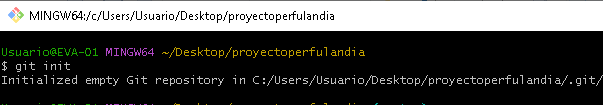 MINGW64:/c/Users/Usuario/Desktop/proyectoperfulandia
Usuario@EVA-01 MINGW64 ~/Desktop/proyectoperfulandia
$ git init
Initialized empty Git repository in C:/Users/Usuario/Desktop/proyectoperfulandia/.git/